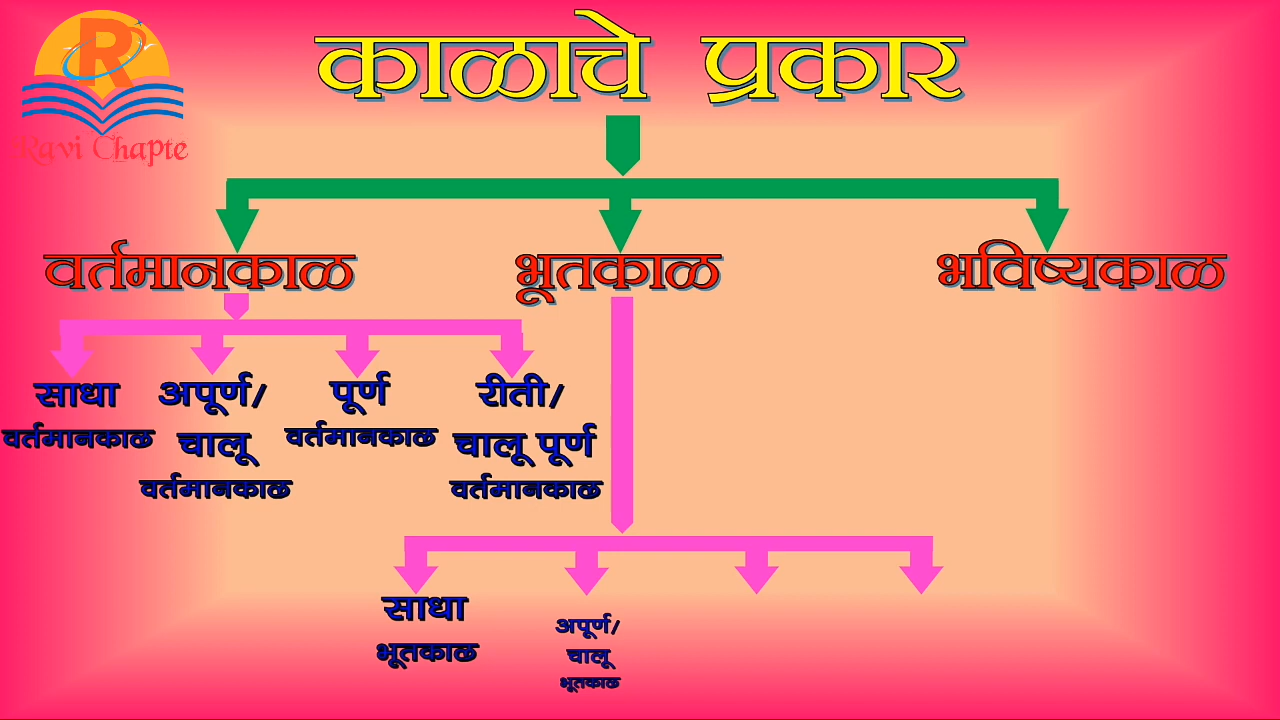 R
Ravi Chapte
काळाचे प्रकार
वर्तमानकाळ
भूतकाळ
भविष्यकाळ
साधा
वर्तमानकाळ
अपूर्ण/
चालू
वर्तमानकाळ
पूर्ण
वर्तमानकाळ
रीती/
चालू पूर्ण
वर्तमानकाळ
साधा
भूतकाळ
अपूर्ण/
चालू
भूतकाळ